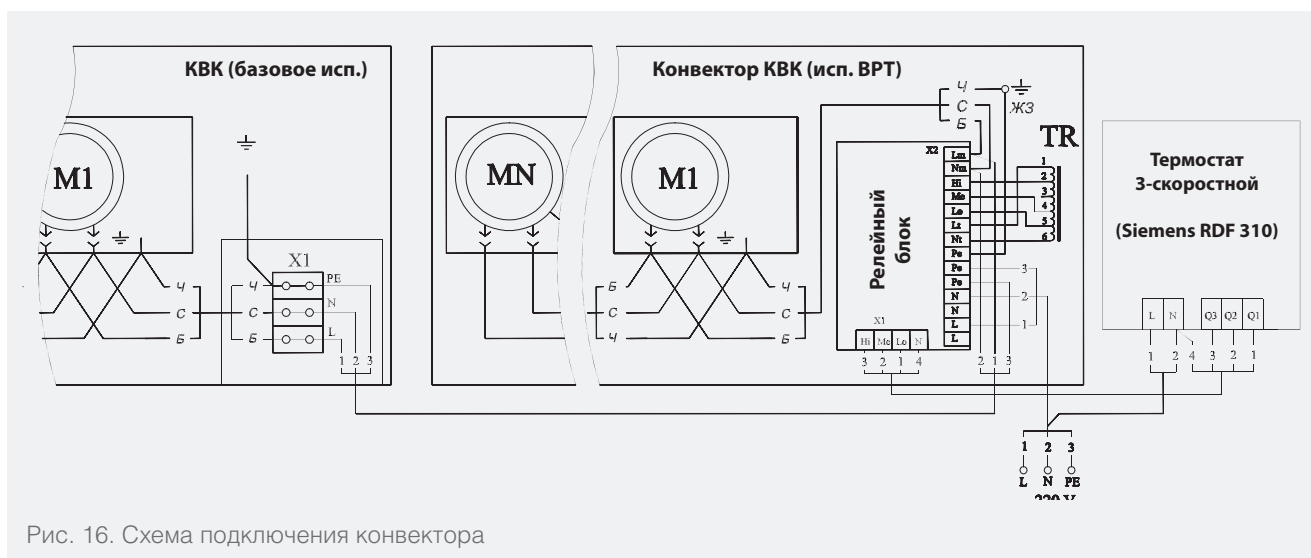 КВК (базовое исп.)
M1
X1
PE
N
L
Ч
С
Б
Ч
С
Б
1 2 3
Конвектор КВК (исп. ВРТ)
MN
M1
Б
С
Ч
Ч
С
Б
Ч
С
Б
ЖЗ
TR
1
2
3
4
5
6
Релейный
блок
X2
Lm
Nm
Hi
Me
Lo
Lt
Nt
Pe
Pe
Pe
N
N
L
L
3
2
1
X1
Hi Me Lo N
3 2 1 4
2 1 3
Термостат
3-скоростной
(Siemens RDF 310)
L N Q3 Q2 Q1
1 2 4 3 2 1
1 2 3
L N PE
220 V
Рис. 16. Схема подключения конвектора